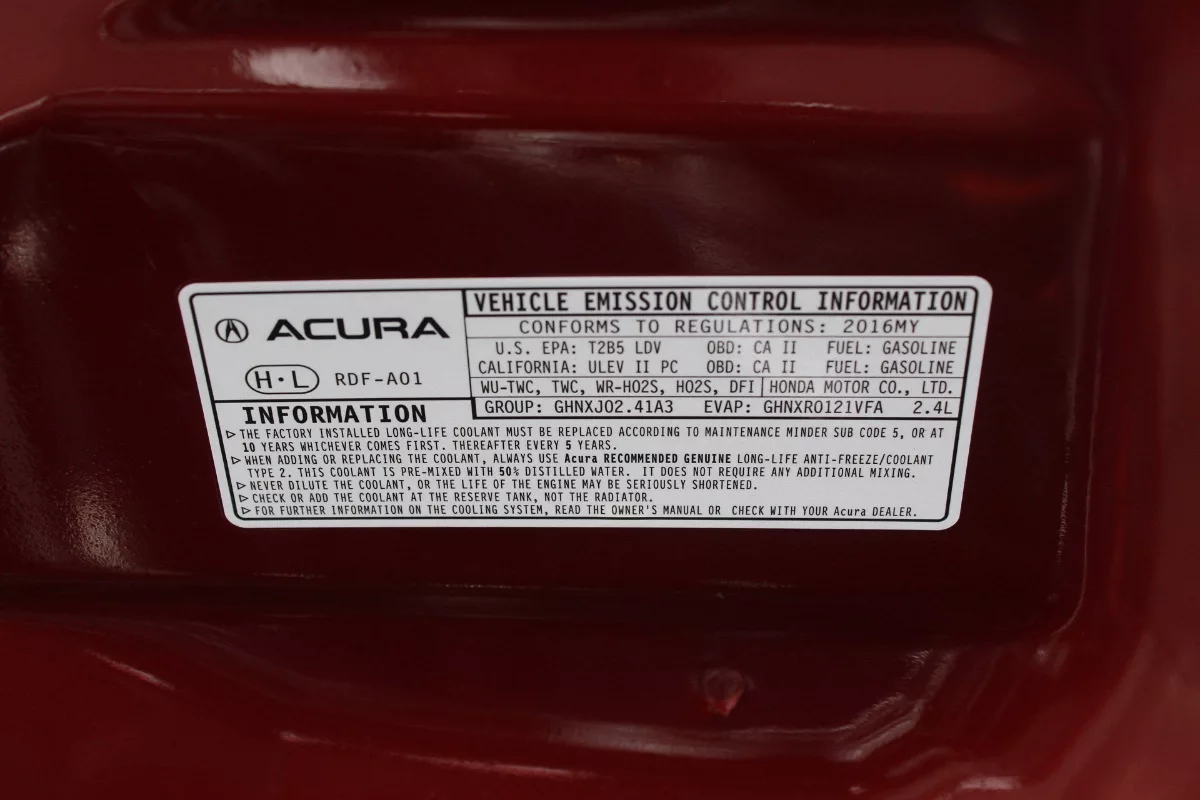 ACURA
H・L RDF-A01
VEHICLE EMISSION CONTROL INFORMATION
CONFORMS TO REGULATIONS: 2016MY
U.S. EPA: T2B5 LDV OBD: CA II FUEL: GASOLINE
CALIFORNIA: ULEV II PC OBD: CA II FUEL: GASOLINE
WU-TWC, TWC, WR-HO2S, HO2S, DFI HONDA MOTOR CO., LTD.
GROUP: GHNXJ02.41A3 EVAP: GHNXR0121VFA 2.4L
INFORMATION
▷ THE FACTORY INSTALLED LONG-LIFE COOLANT MUST BE REPLACED ACCORDING TO MAINTENANCE MINDER SUB CODE 5, OR AT
10 YEARS WHICHEVER COMES FIRST. THEREAFTER EVERY 5 YEARS.
▷ WHEN ADDING OR REPLACING THE COOLANT, ALWAYS USE Acura RECOMMENDED GENUINE LONG-LIFE ANTI-FREEZE/COOLANT
TYPE 2. THIS COOLANT IS PRE-MIXED WITH 50% DISTILLED WATER. IT DOES NOT REQUIRE ANY ADDITIONAL MIXING.
▷ NEVER DILUTE THE COOLANT, OR THE LIFE OF THE ENGINE MAY BE SERIOUSLY SHORTENED.
▷ CHECK OR ADD THE COOLANT AT THE RESERVE TANK, NOT THE RADIATOR.
▷ FOR FURTHER INFORMATION ON THE COOLING SYSTEM, READ THE OWNER'S MANUAL OR CHECK WITH YOUR Acura DEALER.